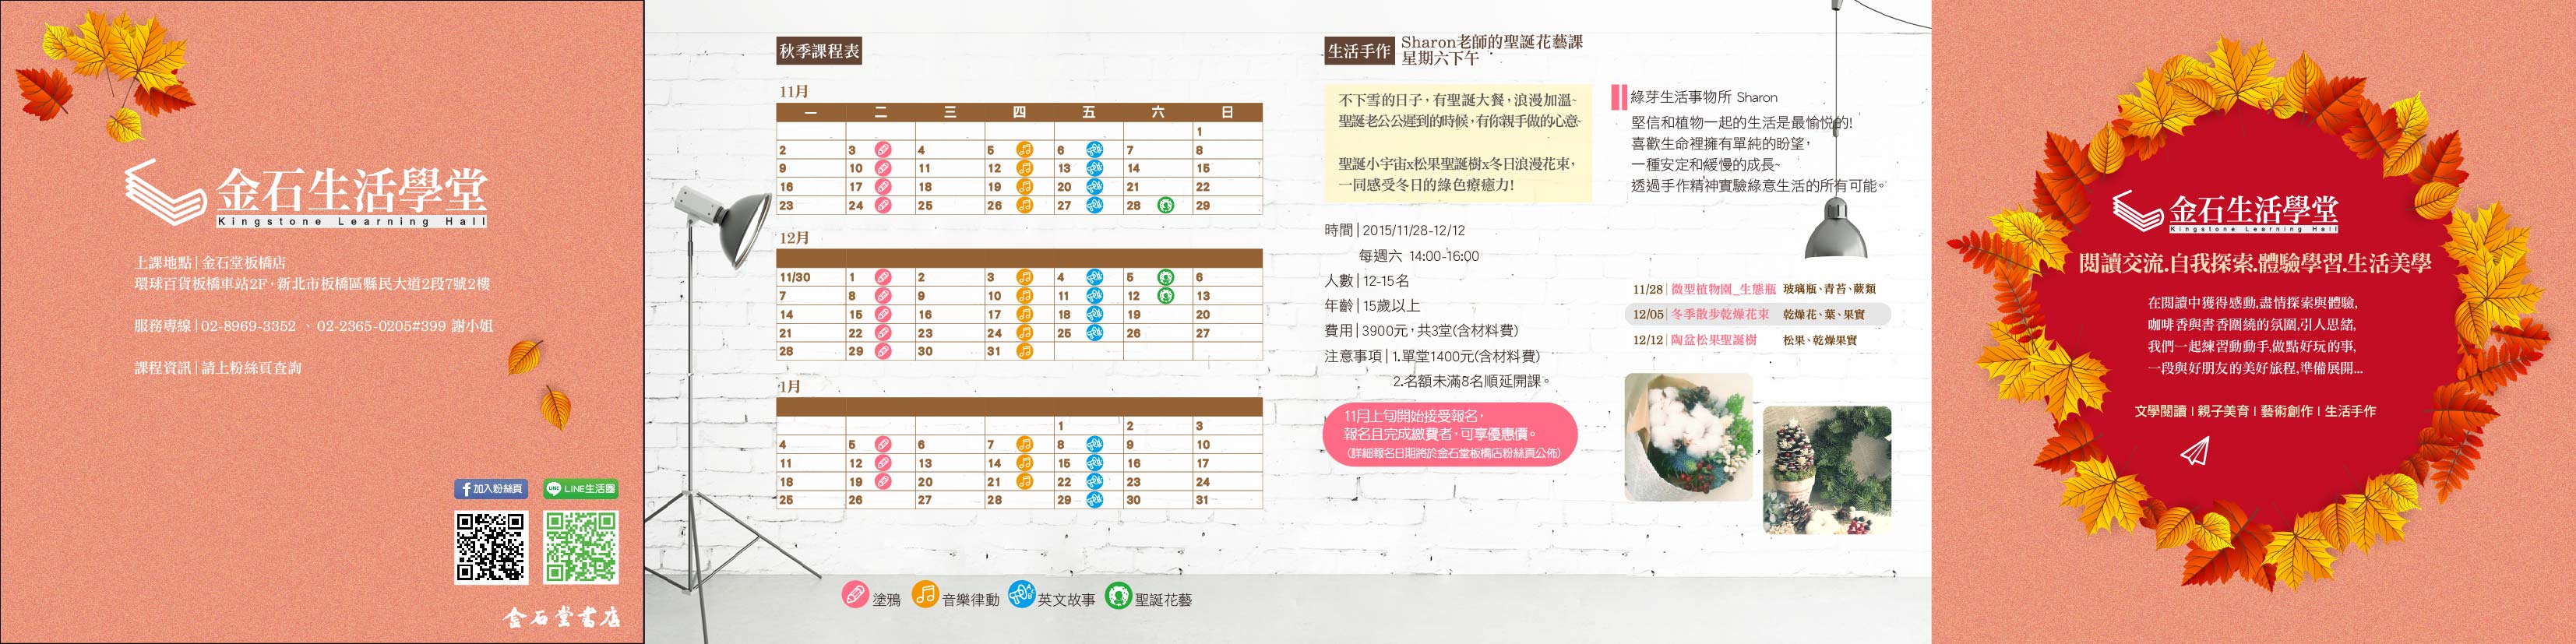 金石生活學堂
Kingstone Learning Hall
上課地點|金石堂板橋店
環球百貨板橋車站2F,新北市板橋區縣民大道2段7號2樓
服務專線|02-8969-3352 、 02-2365-0205#399 謝小姐
課程資訊|請上粉絲頁查詢
f 加入粉絲頁
LINE LINE生活圈
金石堂書店
秋季課程表
11月
一 二 三 四 五 六 日
1
2 3 4 5 6 7 8
9 10 11 12 13 14 15
16 17 18 19 20 21 22
23 24 25 26 27 28 29
12月
11/30 1 2 3 4 5 6
7 8 9 10 11 12 13
14 15 16 17 18 19 20
21 22 23 24 25 26 27
28 29 30 31
1月
1 2 3
4 5 6 7 8 9 10
11 12 13 14 15 16 17
18 19 20 21 22 23 24
25 26 27 28 29 30 31
塗鴉 音樂律動 ABC 英文故事 聖誕花藝
生活手作
Sharon老師的聖誕花藝課
星期六下午
不下雪的日子,有聖誕大餐,浪漫加溫~
聖誕老公公遲到的時候,有你親手做的心意~
聖誕小宇宙x松果聖誕樹x冬日浪漫花束,
一同感受冬日的綠色療癒力!
時間|2015/11/28-12/12
每週六 14:00-16:00
人數|12-15名
年齡|15歲以上
費用|3900元,共3堂(含材料費)
注意事項|1.單堂1400元(含材料費)
2.名額未滿8名順延開課。
11月上旬開始接受報名,
報名且完成繳費者,可享優惠價。
(詳細報名日期將於金石堂板橋店粉絲頁公佈)
綠芽生活事物所 Sharon
堅信和植物一起的生活是最愉悅的!
喜歡生命裡擁有單純的盼望,
一種安定和緩慢的成長~
透過手作精神實驗綠意生活的所有可能。
11/28|微型植物園_生態瓶 玻璃瓶、青苔、蕨類
12/05|冬季散步乾燥花束 乾燥花、葉、果實
12/12|陶盆松果聖誕樹 松果、乾燥果實
金石生活學堂
Kingstone Learning Hall
閱讀交流.自我探索.體驗學習.生活美學
在閱讀中獲得感動,盡情探索與體驗,
咖啡香與書香圍繞的氛圍,引人思緒,
我們一起練習動動手,做點好玩的事,
一段與好朋友的美好旅程,準備展開...
文學閱讀|親子美育|藝術創作|生活手作